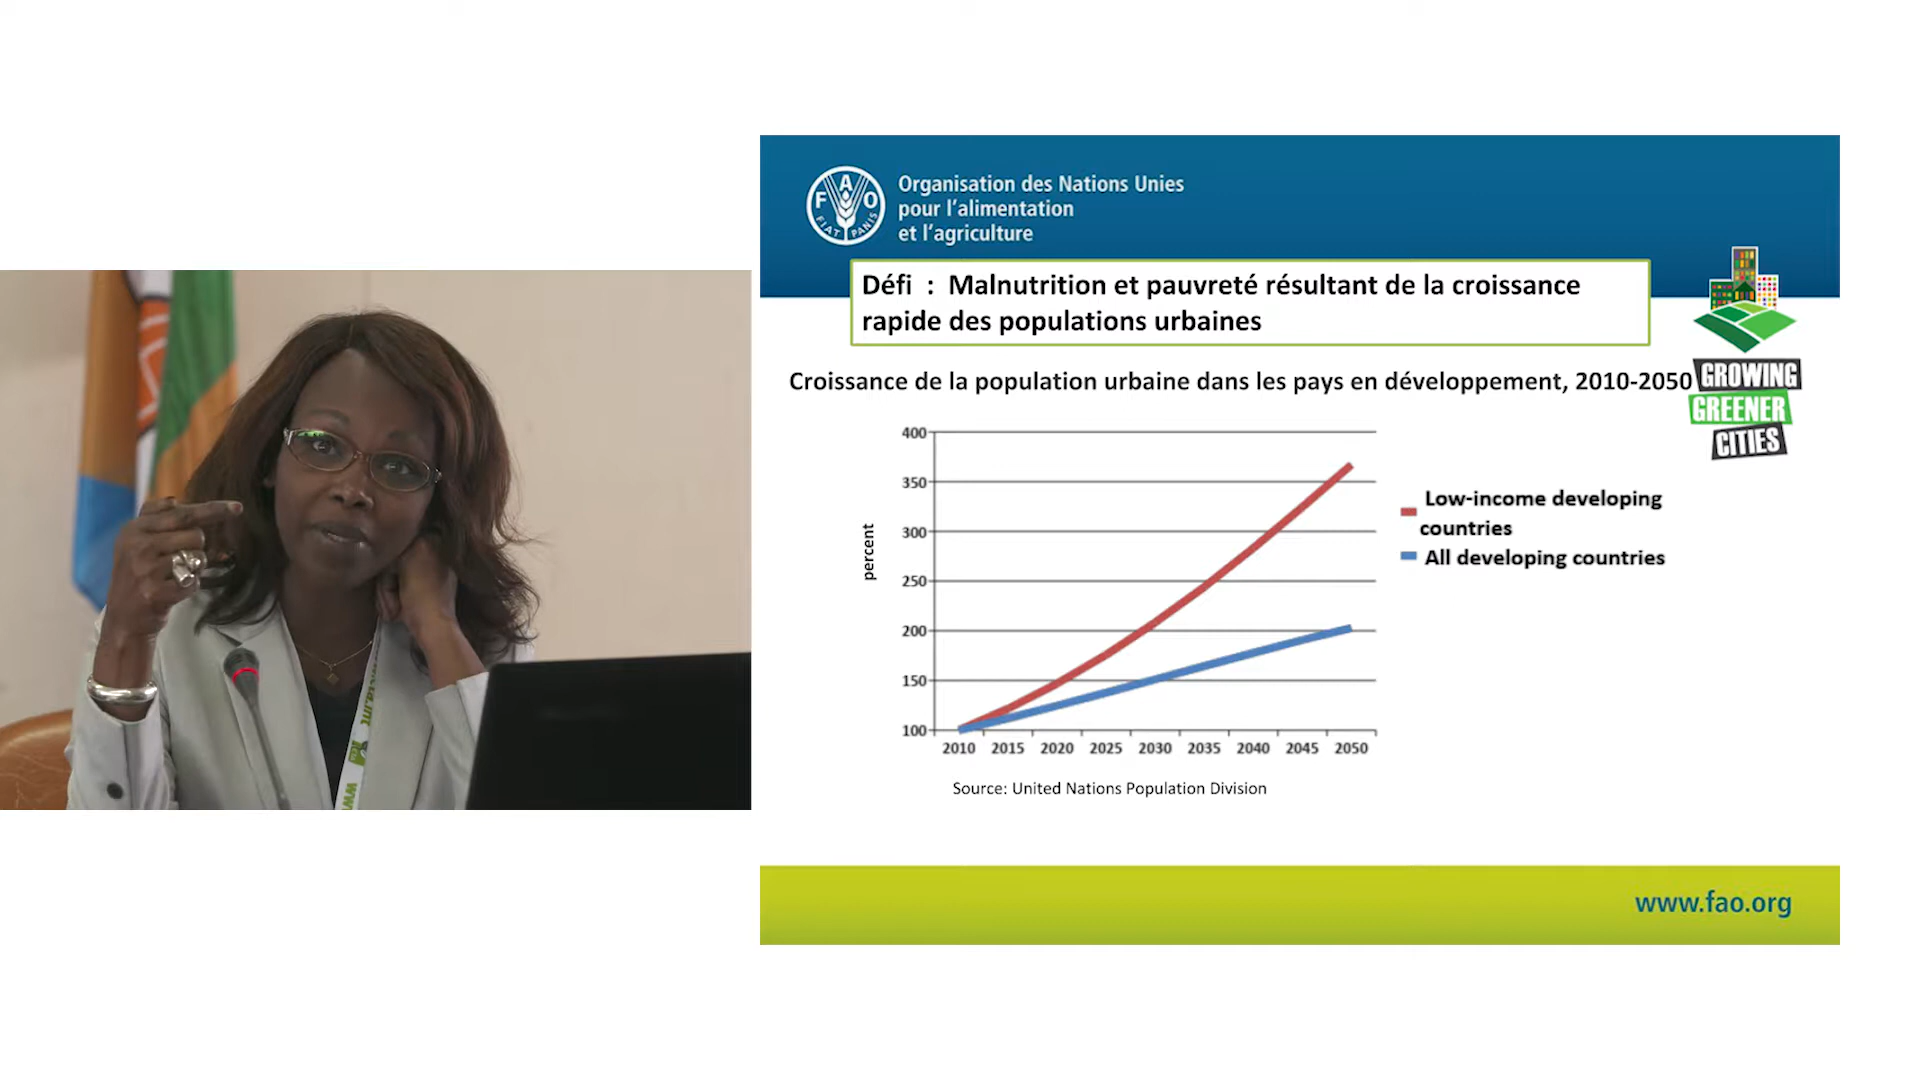 FAO
FIAT PANIS
Organisation des Nations Unies
pour l'alimentation
et l'agriculture
Défi : Malnutrition et pauvreté résultant de la croissance
rapide des populations urbaines
Croissance de la population urbaine dans les pays en développement, 2010-2050
GROWING
GREENER
CITIES
400
350
300
250
200
150
100
percent
2010 2015 2020 2025 2030 2035 2040 2045 2050
Low-income developing
countries
All developing countries
Source: United Nations Population Division
www.fao.org